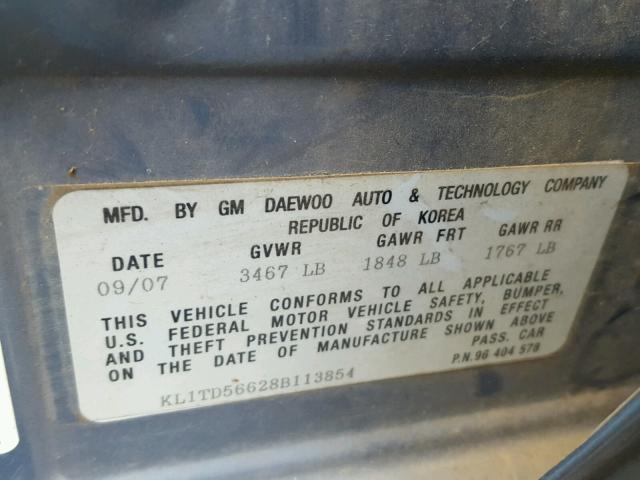 MFD. BY GM DAEWOO AUTO & TECHNOLOGY COMPANY
REPUBLIC OF KOREA
DATE GVWR GAWR FRT GAWR RR
09/07 3467 LB 1848 LB 1767 LB
THIS VEHICLE CONFORMS TO ALL APPLICABLE
U.S. FEDERAL MOTOR VEHICLE SAFETY, BUMPER,
AND THEFT PREVENTION STANDARDS IN EFFECT
ON THE DATE OF MANUFACTURE SHOWN ABOVE
PASS. CAR
KL1TD56628B113854 P.N.96 404 578